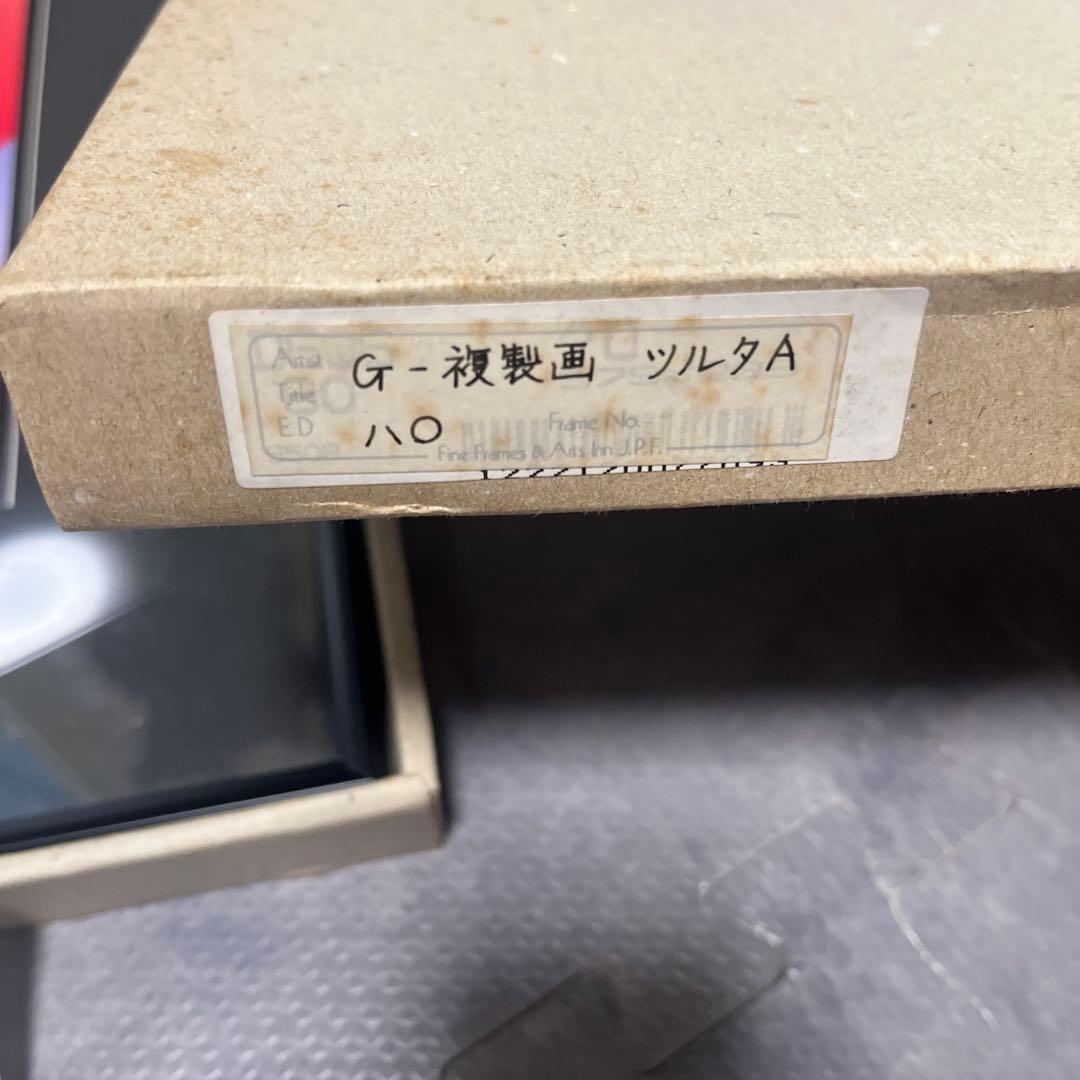 Artist G-複製画 ツルタA
Title
E.D ハ〇 Frame No.
Fine Frames & Arts Inn J.P.F.